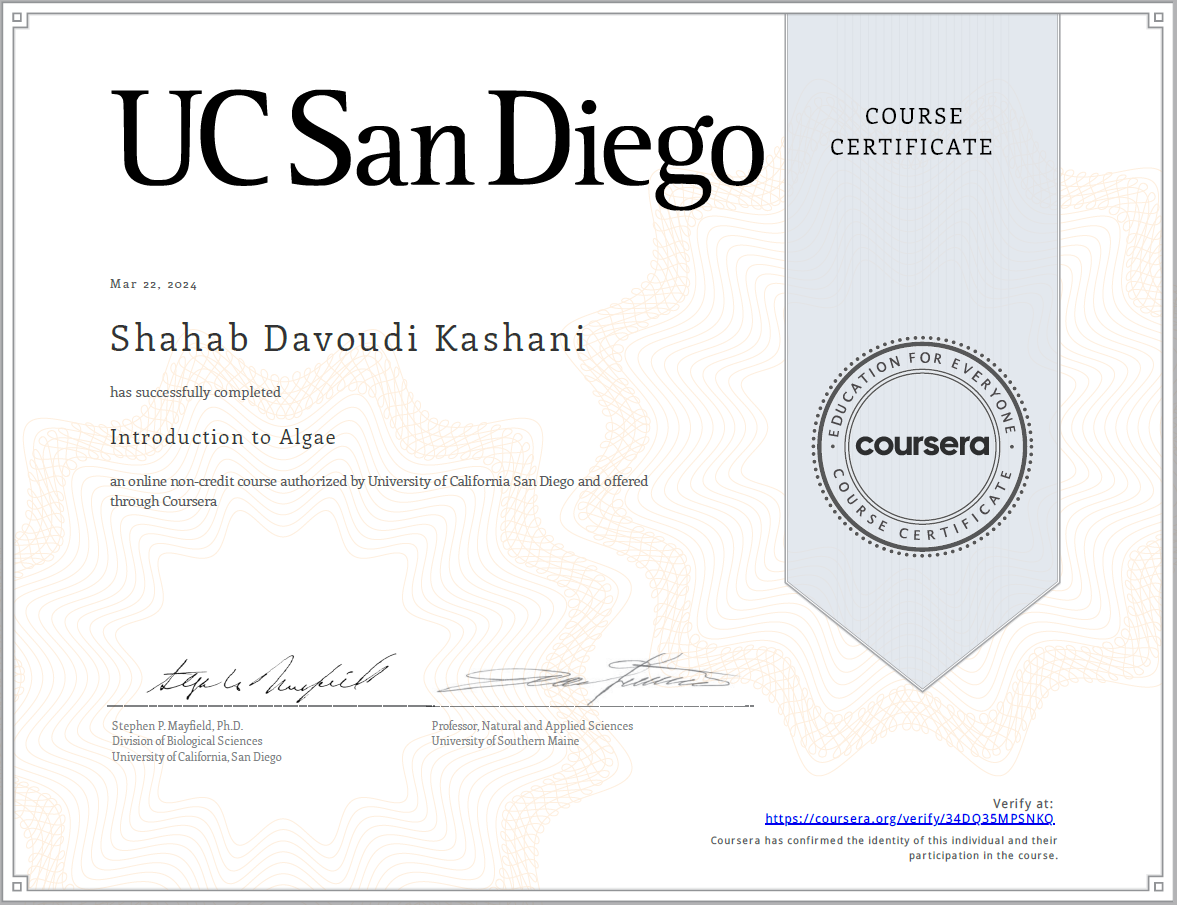 UC San Diego
COURSE
CERTIFICATE
Mar 22, 2024
Shahab Davoudi Kashani
has successfully completed
Introduction to Algae
an online non-credit course authorized by University of California San Diego and offered
through Coursera
EDUCATION FOR EVERYONE
coursera
COURSE CERTIFICATE
Stephen P. Mayfield, Ph.D.
Division of Biological Sciences
University of California, San Diego
Professor, Natural and Applied Sciences
University of Southern Maine
Verify at:
https://coursera.org/verify/34DQ35MPSNKQ
Coursera has confirmed the identity of this individual and their
participation in the course.